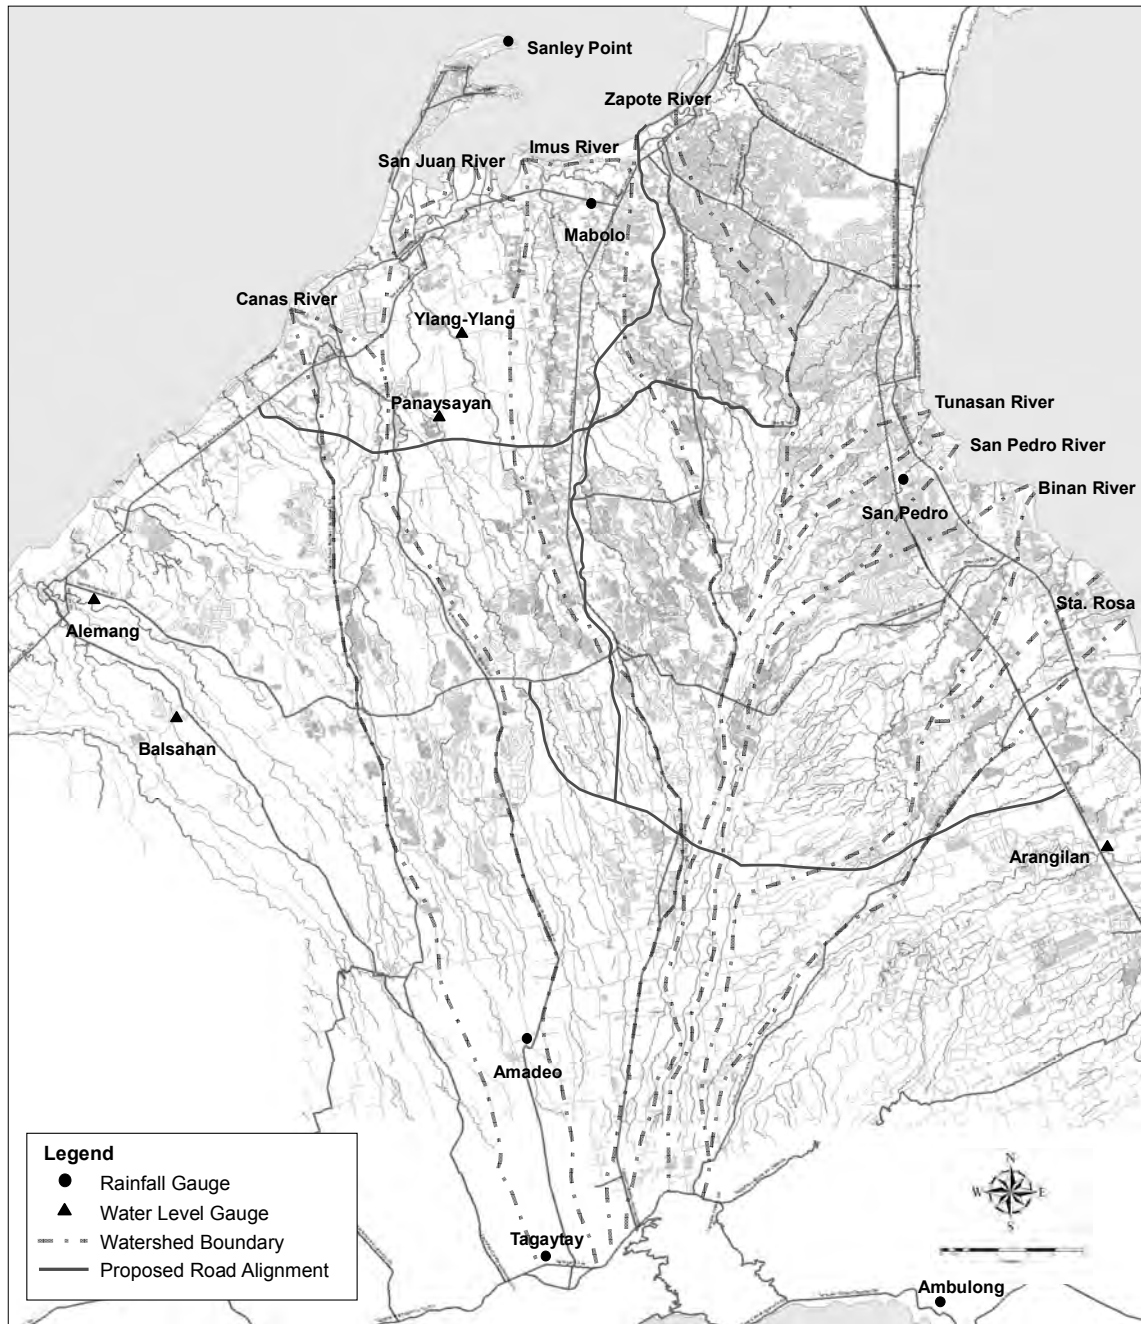 Sanley Point
Zapote River
Imus River
San Juan River
Mabolo
Canas River
Ylang-Ylang
Panaysayan
Tunasan River
San Pedro River
Binan River
San Pedro
Sta. Rosa
Alemang
Balsahan
Arangilan
Amadeo
Tagaytay
Ambulong
Legend
Rainfall Gauge
Water Level Gauge
Watershed Boundary
Proposed Road Alignment
N
W E
S